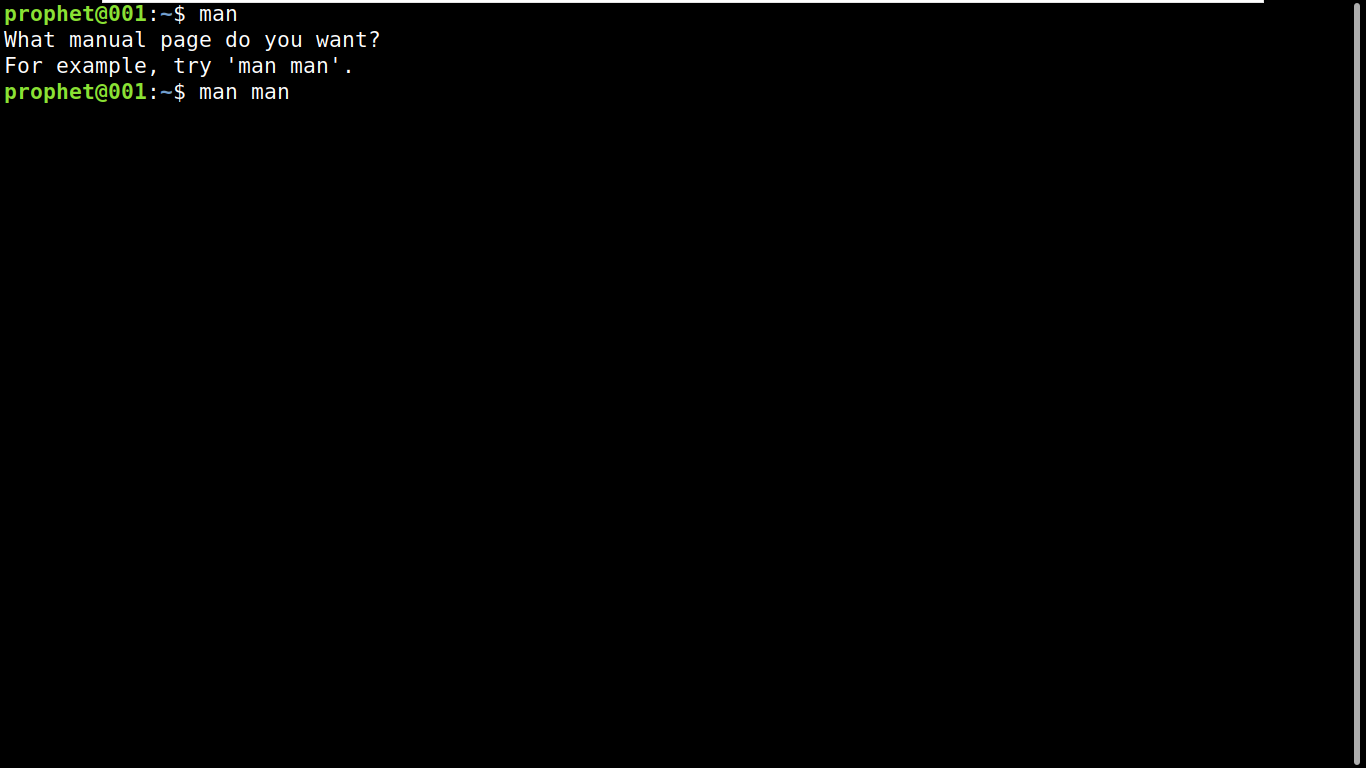 prophet@001:~$ man
What manual page do you want?
For example, try 'man man'.
prophet@001:~$ man man